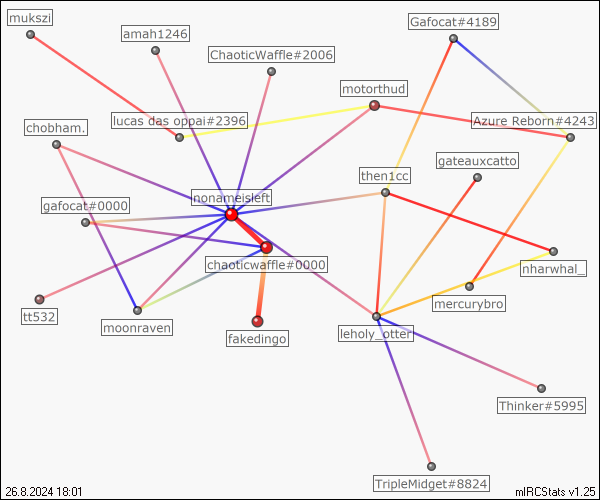 mukszi
Gafocat#4189
amah1246
ChaoticWaffle#2006
motorthud
chobham.
lucas das oppai#2396
Azure Reborn#4243
gateauxcatto
then1cc
nonameisleft
gafocat#0000
chaoticwaffle#0000
nharwhal_
mercurybro
tt532
moonraven
fakedingo
leholy_otter
Thinker#5995
TripleMidget#8824
26.8.2024 18:01
mIRCStats v1.25